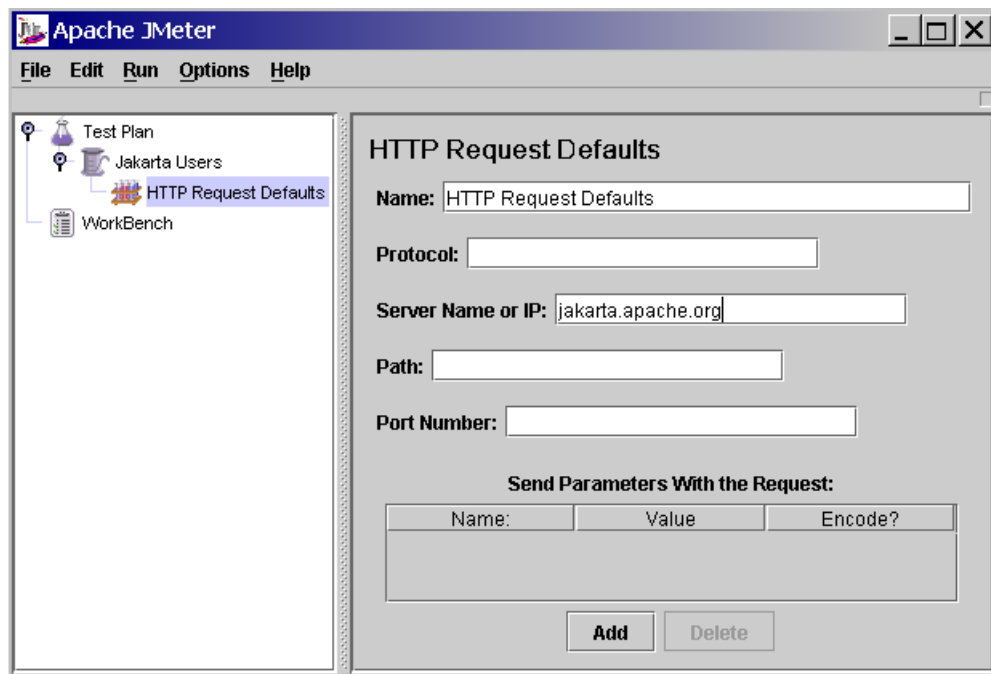 Apache JMeter
File Edit Run Options Help
Test Plan
Jakarta Users
HTTP Request Defaults
WorkBench
HTTP Request Defaults
Name: HTTP Request Defaults
Protocol:
Server Name or IP: jakarta.apache.org
Path:
Port Number:
Send Parameters With the Request:
Name: Value Encode?
Add Delete